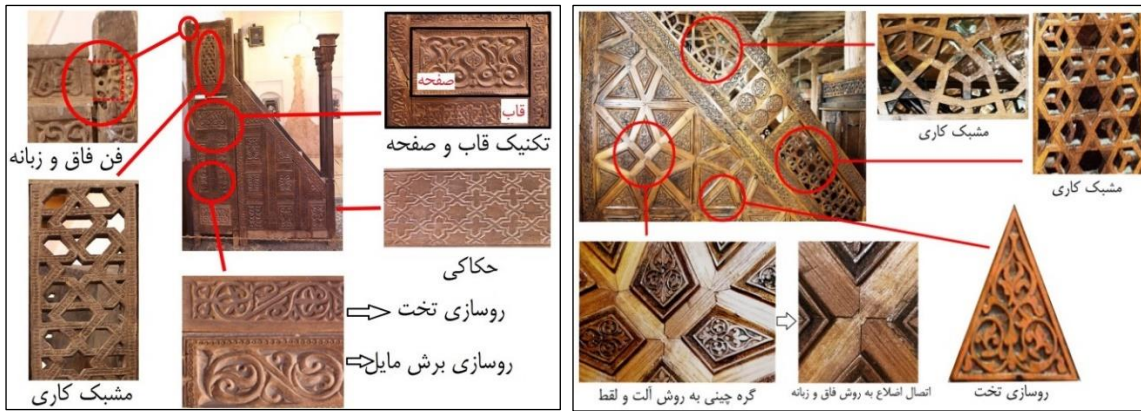 فن فاق و زبانه
صفحه
قاب
تکنیک قاب و صفحه
حکاکی
روسازی تخت
روسازی برش مایل
مشبک کاری
مشبک کاری
مشبک کاری
گره چینی به روش آلت و لقط
اتصال اضلاع به روش فاق و زبانه
روسازی تخت